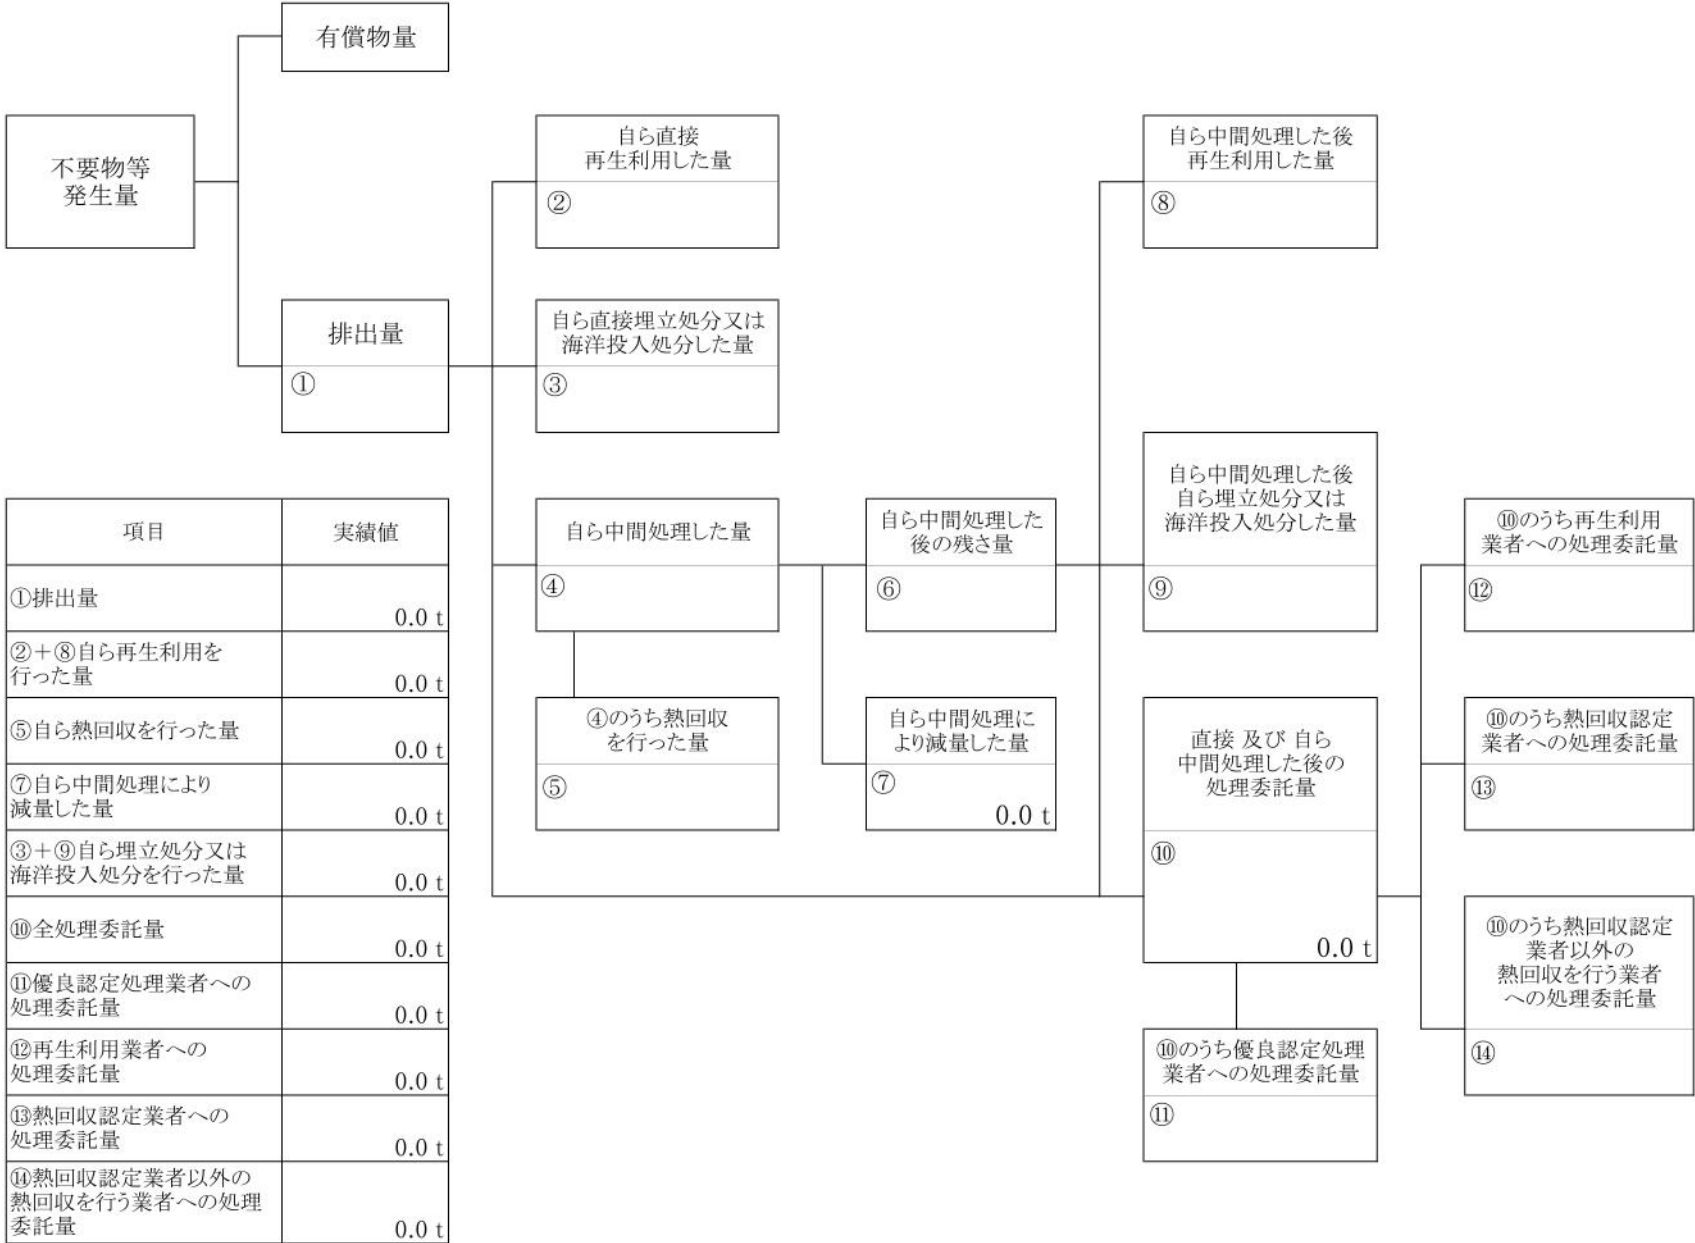 有償物量
不要物等
発生量
排出量
①
自ら直接
再生利用した量
②
自ら直接埋立処分又は
海洋投入処分した量
③
自ら中間処理した量
④
④のうち熱回収
を行った量
⑤
自ら中間処理した
後の残さ量
⑥
自ら中間処理に
より減量した量
⑦
0.0 t
自ら中間処理した後
再生利用した量
⑧
自ら中間処理した後
自ら埋立処分又は
海洋投入処分した量
⑨
直接 及び 自ら
中間処理した後の
処理委託量
⑩
0.0 t
⑩のうち優良認定処理
業者への処理委託量
⑪
⑩のうち再生利用
業者への処理委託量
⑫
⑩のうち熱回収認定
業者への処理委託量
⑬
⑩のうち熱回収認定
業者以外の
熱回収を行う業者
への処理委託量
⑭
項目 実績値
①排出量
0.0 t
②＋⑧自ら再生利用を
行った量
0.0 t
⑤自ら熱回収を行った量
0.0 t
⑦自ら中間処理により
減量した量
0.0 t
③＋⑨自ら埋立処分又は
海洋投入処分を行った量
0.0 t
⑩全処理委託量
0.0 t
⑪優良認定処理業者への
処理委託量
0.0 t
⑫再生利用業者への
処理委託量
0.0 t
⑬熱回収認定業者への
処理委託量
0.0 t
⑭熱回収認定業者以外の
熱回収を行う業者への処理
委託量
0.0 t